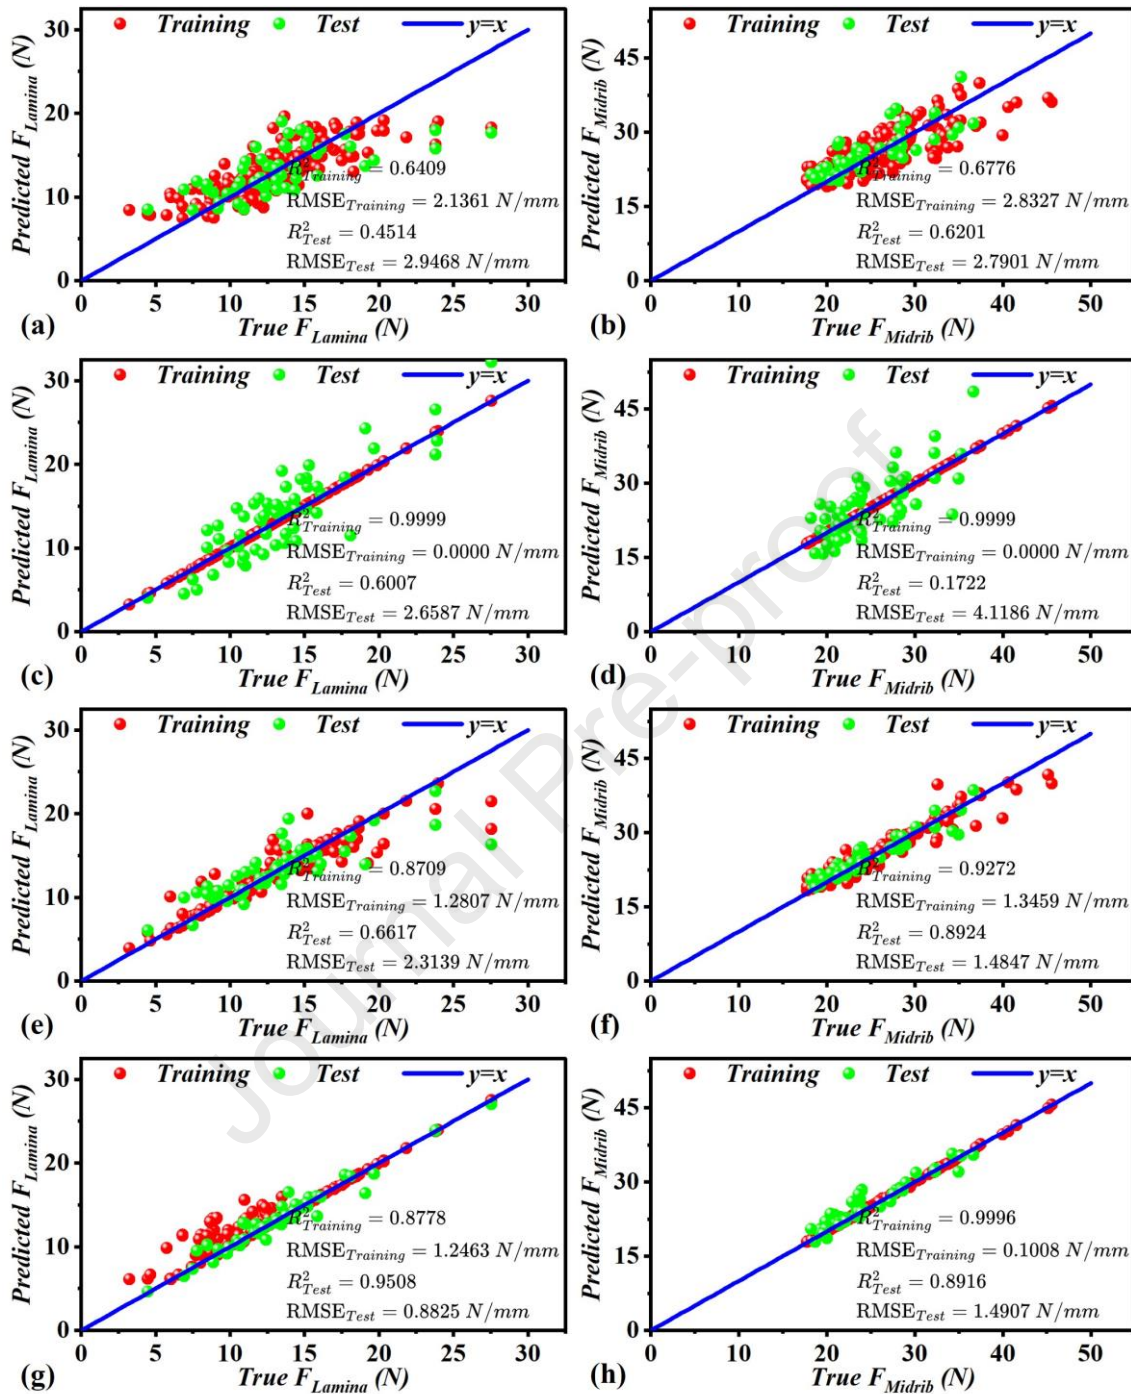 Training Test y=x
Predicted F_Lamina (N)
30
20
10
0
R²_Training = 0.6409
RMSE_Training = 2.1361 N/mm
R²_Test = 0.4514
RMSE_Test = 2.9468 N/mm
0 5 10 15 20 25 30
(a) True F_Lamina (N)
Training Test y=x
Predicted F_Midrib (N)
45
30
15
0
R²_Training = 0.6776
RMSE_Training = 2.8327 N/mm
R²_Test = 0.6201
RMSE_Test = 2.7901 N/mm
0 10 20 30 40 50
(b) True F_Midrib (N)
Training Test y=x
Predicted F_Lamina (N)
30
20
10
0
R²_Training = 0.9999
RMSE_Training = 0.0000 N/mm
R²_Test = 0.6007
RMSE_Test = 2.6587 N/mm
0 5 10 15 20 25 30
(c) True F_Lamina (N)
Training Test y=x
Predicted F_Midrib (N)
45
30
15
0
R²_Training = 0.9999
RMSE_Training = 0.0000 N/mm
R²_Test = 0.1722
RMSE_Test = 4.1186 N/mm
0 10 20 30 40 50
(d) True F_Midrib (N)
Training Test y=x
Predicted F_Lamina (N)
30
20
10
0
R²_Training = 0.8709
RMSE_Training = 1.2807 N/mm
R²_Test = 0.6617
RMSE_Test = 2.3139 N/mm
0 5 10 15 20 25 30
(e) True F_Lamina (N)
Training Test y=x
Predicted F_Midrib (N)
45
30
15
0
R²_Training = 0.9272
RMSE_Training = 1.3459 N/mm
R²_Test = 0.8924
RMSE_Test = 1.4847 N/mm
0 10 20 30 40 50
(f) True F_Midrib (N)
Training Test y=x
Predicted F_Lamina (N)
30
20
10
0
R²_Training = 0.8778
RMSE_Training = 1.2463 N/mm
R²_Test = 0.9508
RMSE_Test = 0.8825 N/mm
0 5 10 15 20 25 30
(g) True F_Lamina (N)
Training Test y=x
Predicted F_Midrib (N)
45
30
15
0
R²_Training = 0.9996
RMSE_Training = 0.1008 N/mm
R²_Test = 0.8916
RMSE_Test = 1.4907 N/mm
0 10 20 30 40 50
(h) True F_Midrib (N)
Journal Pre-proof